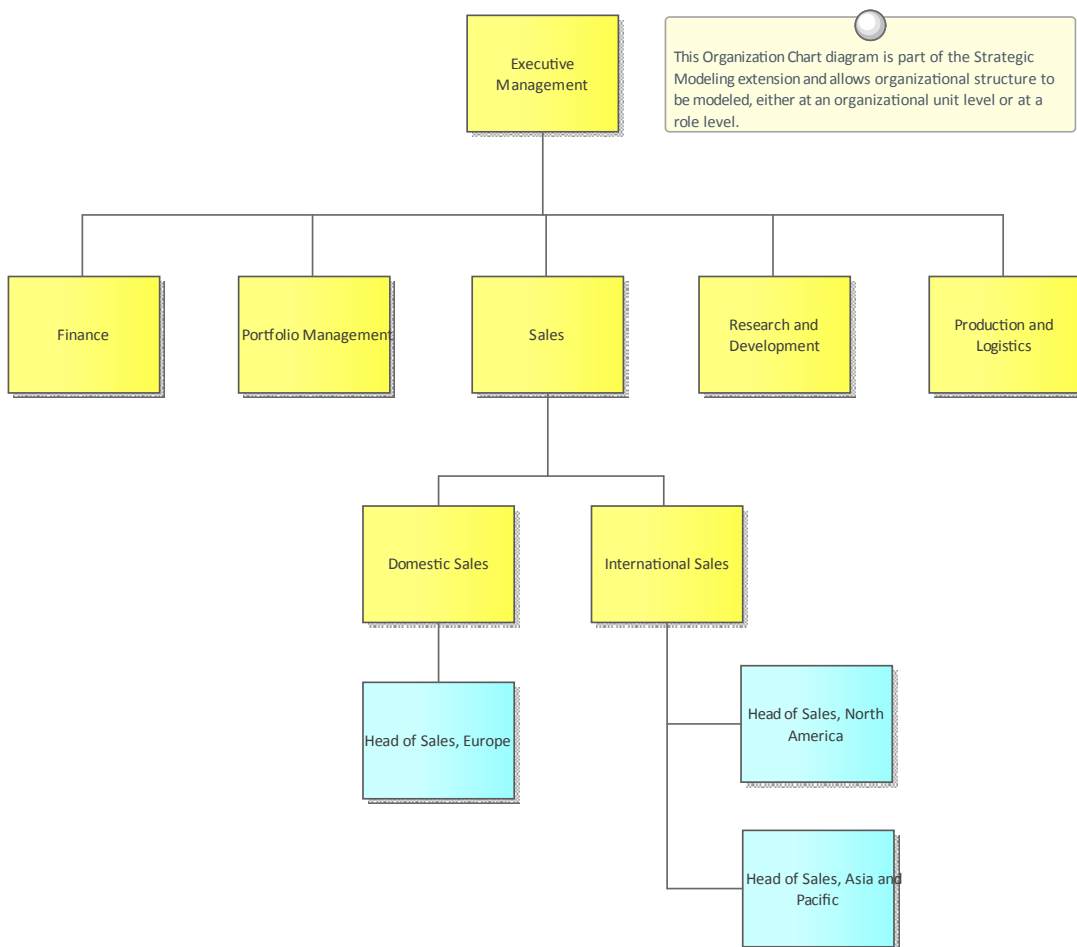 Executive
Management
This Organization Chart diagram is part of the Strategic
Modeling extension and allows organizational structure to
be modeled, either at an organizational unit level or at a
role level.
Finance
Portfolio Management
Sales
Research and
Development
Production and
Logistics
Domestic Sales
International Sales
Head of Sales, Europe
Head of Sales, North
America
Head of Sales, Asia and
Pacific